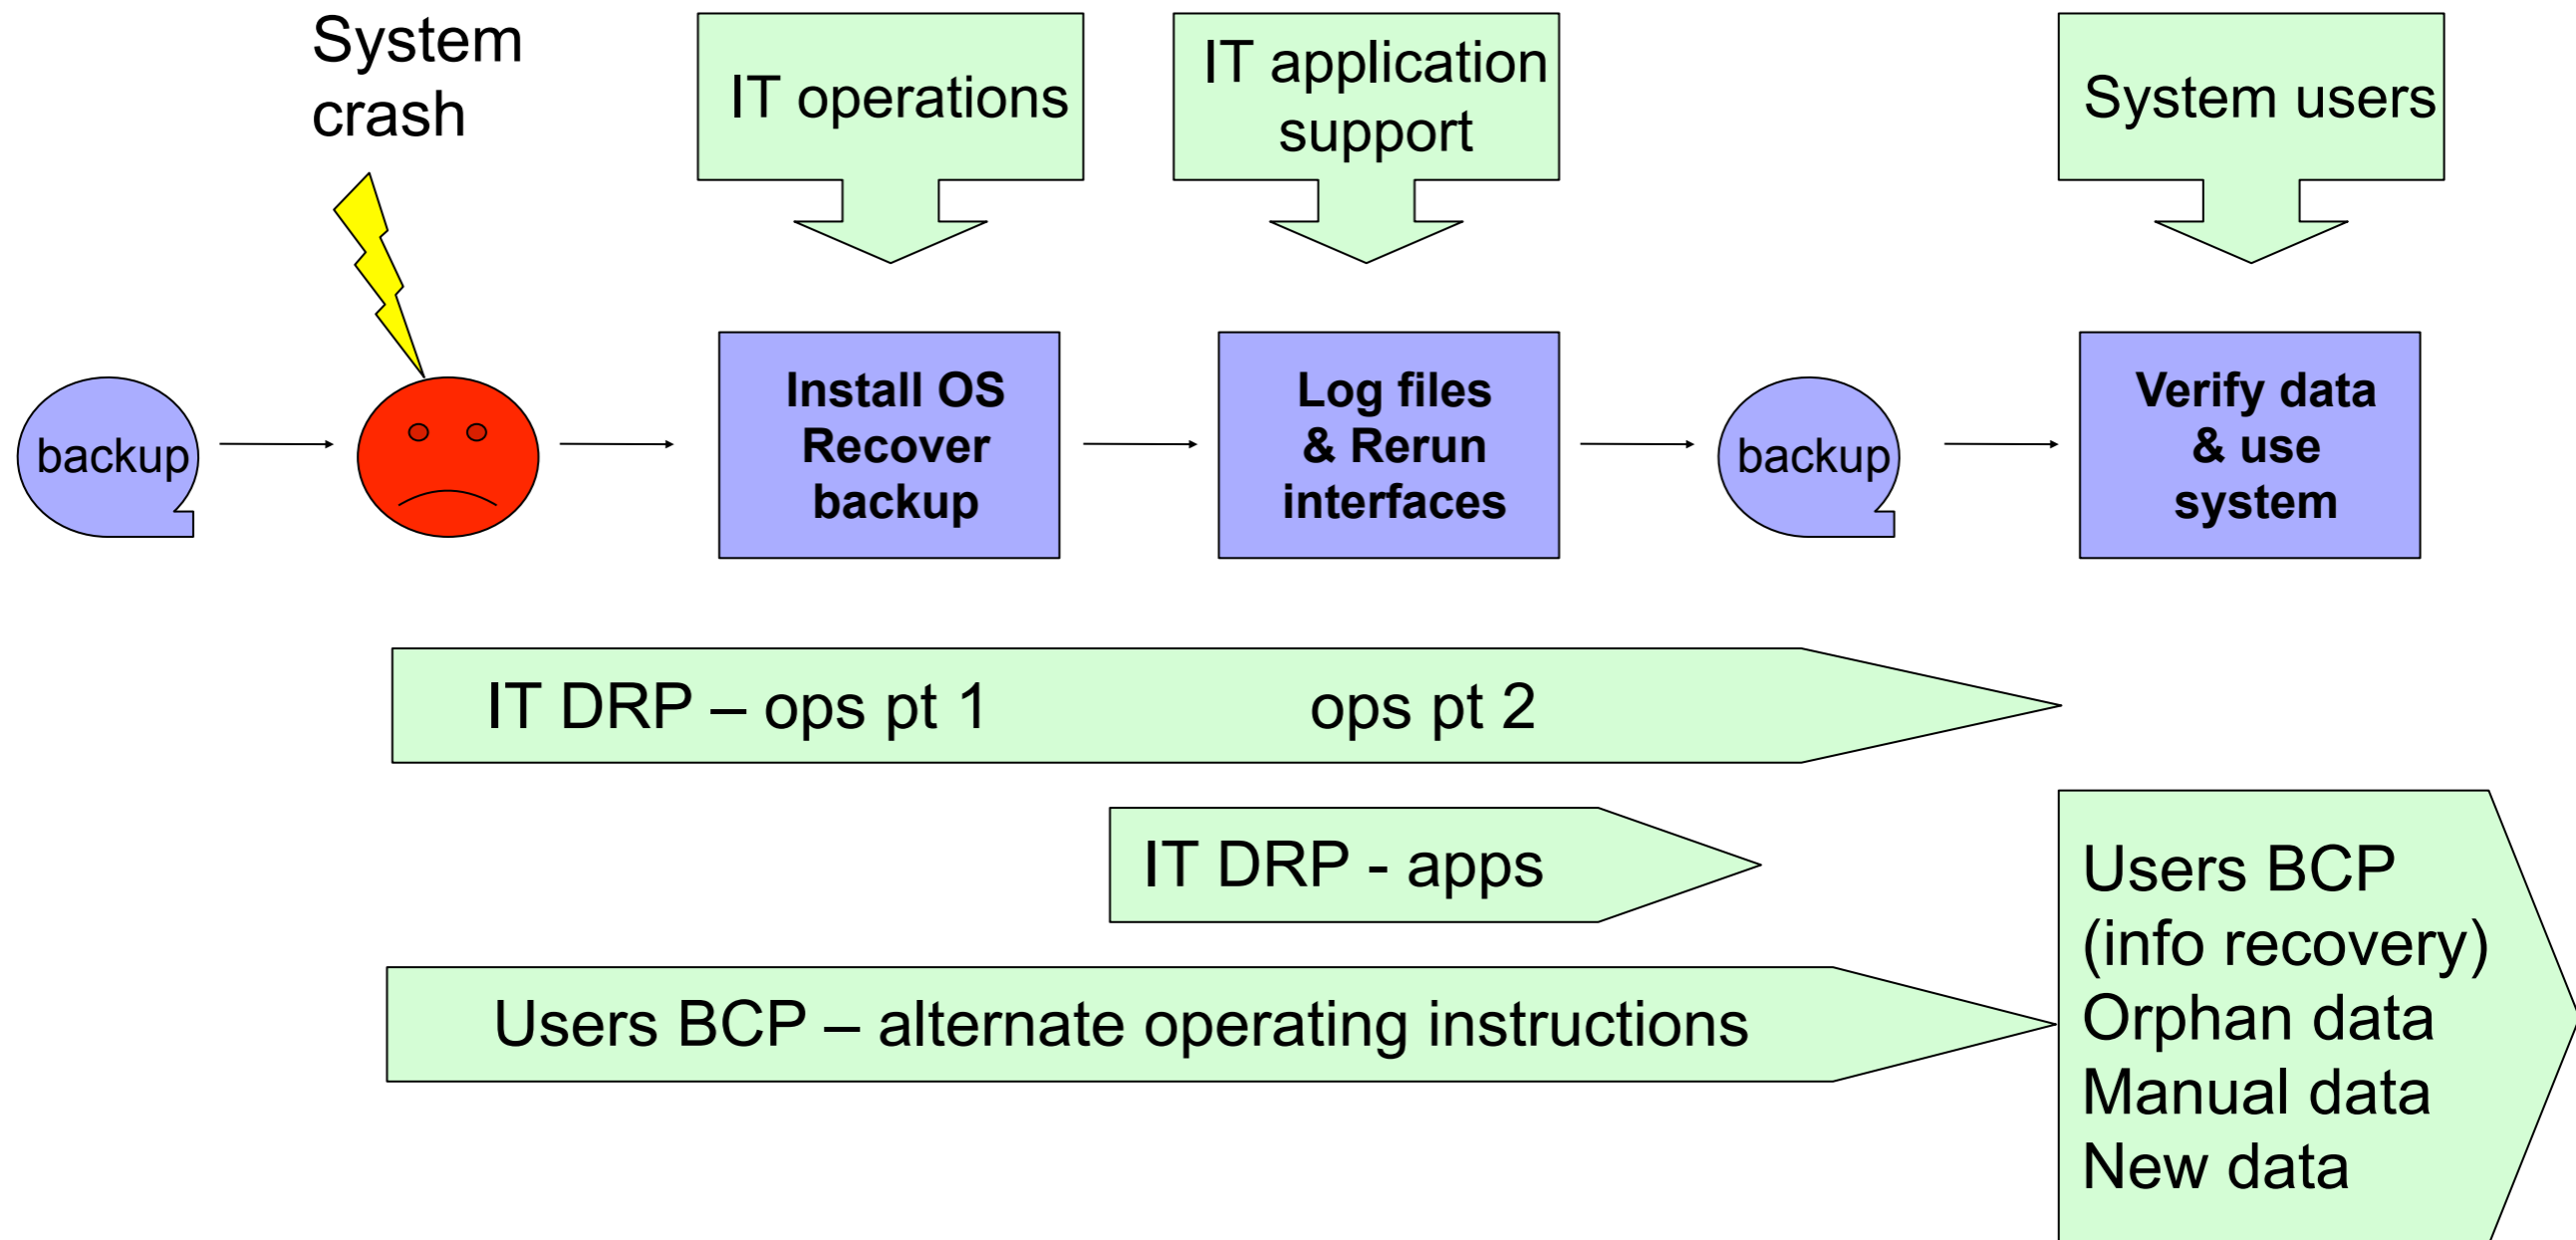 System
crash
IT operations
IT application
support
System users
backup
Install OS
Recover
backup
Log files
& Rerun
interfaces
backup
Verify data
& use
system
IT DRP – ops pt 1
ops pt 2
IT DRP - apps
Users BCP – alternate operating instructions
Users BCP
(info recovery)
Orphan data
Manual data
New data